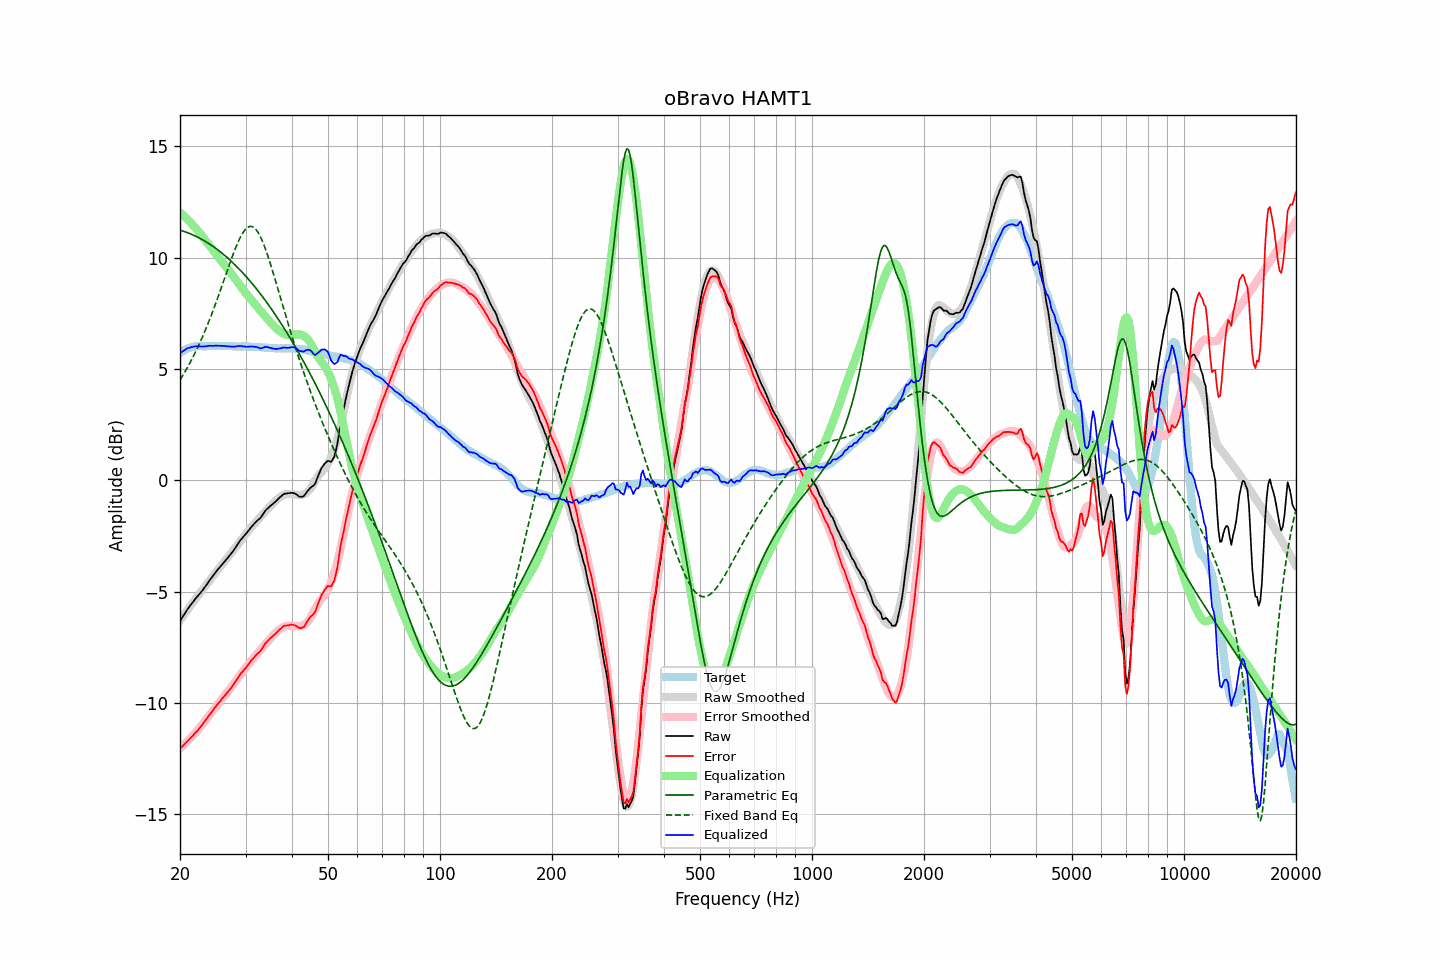 oBravo HAMT1
Amplitude (dBr)
15
10
5
0
−5
−10
−15
Target
Raw Smoothed
Error Smoothed
Raw
Error
Equalization
Parametric Eq
Fixed Band Eq
Equalized
20 50 100 200 500 1000 2000 5000 10000 20000
Frequency (Hz)